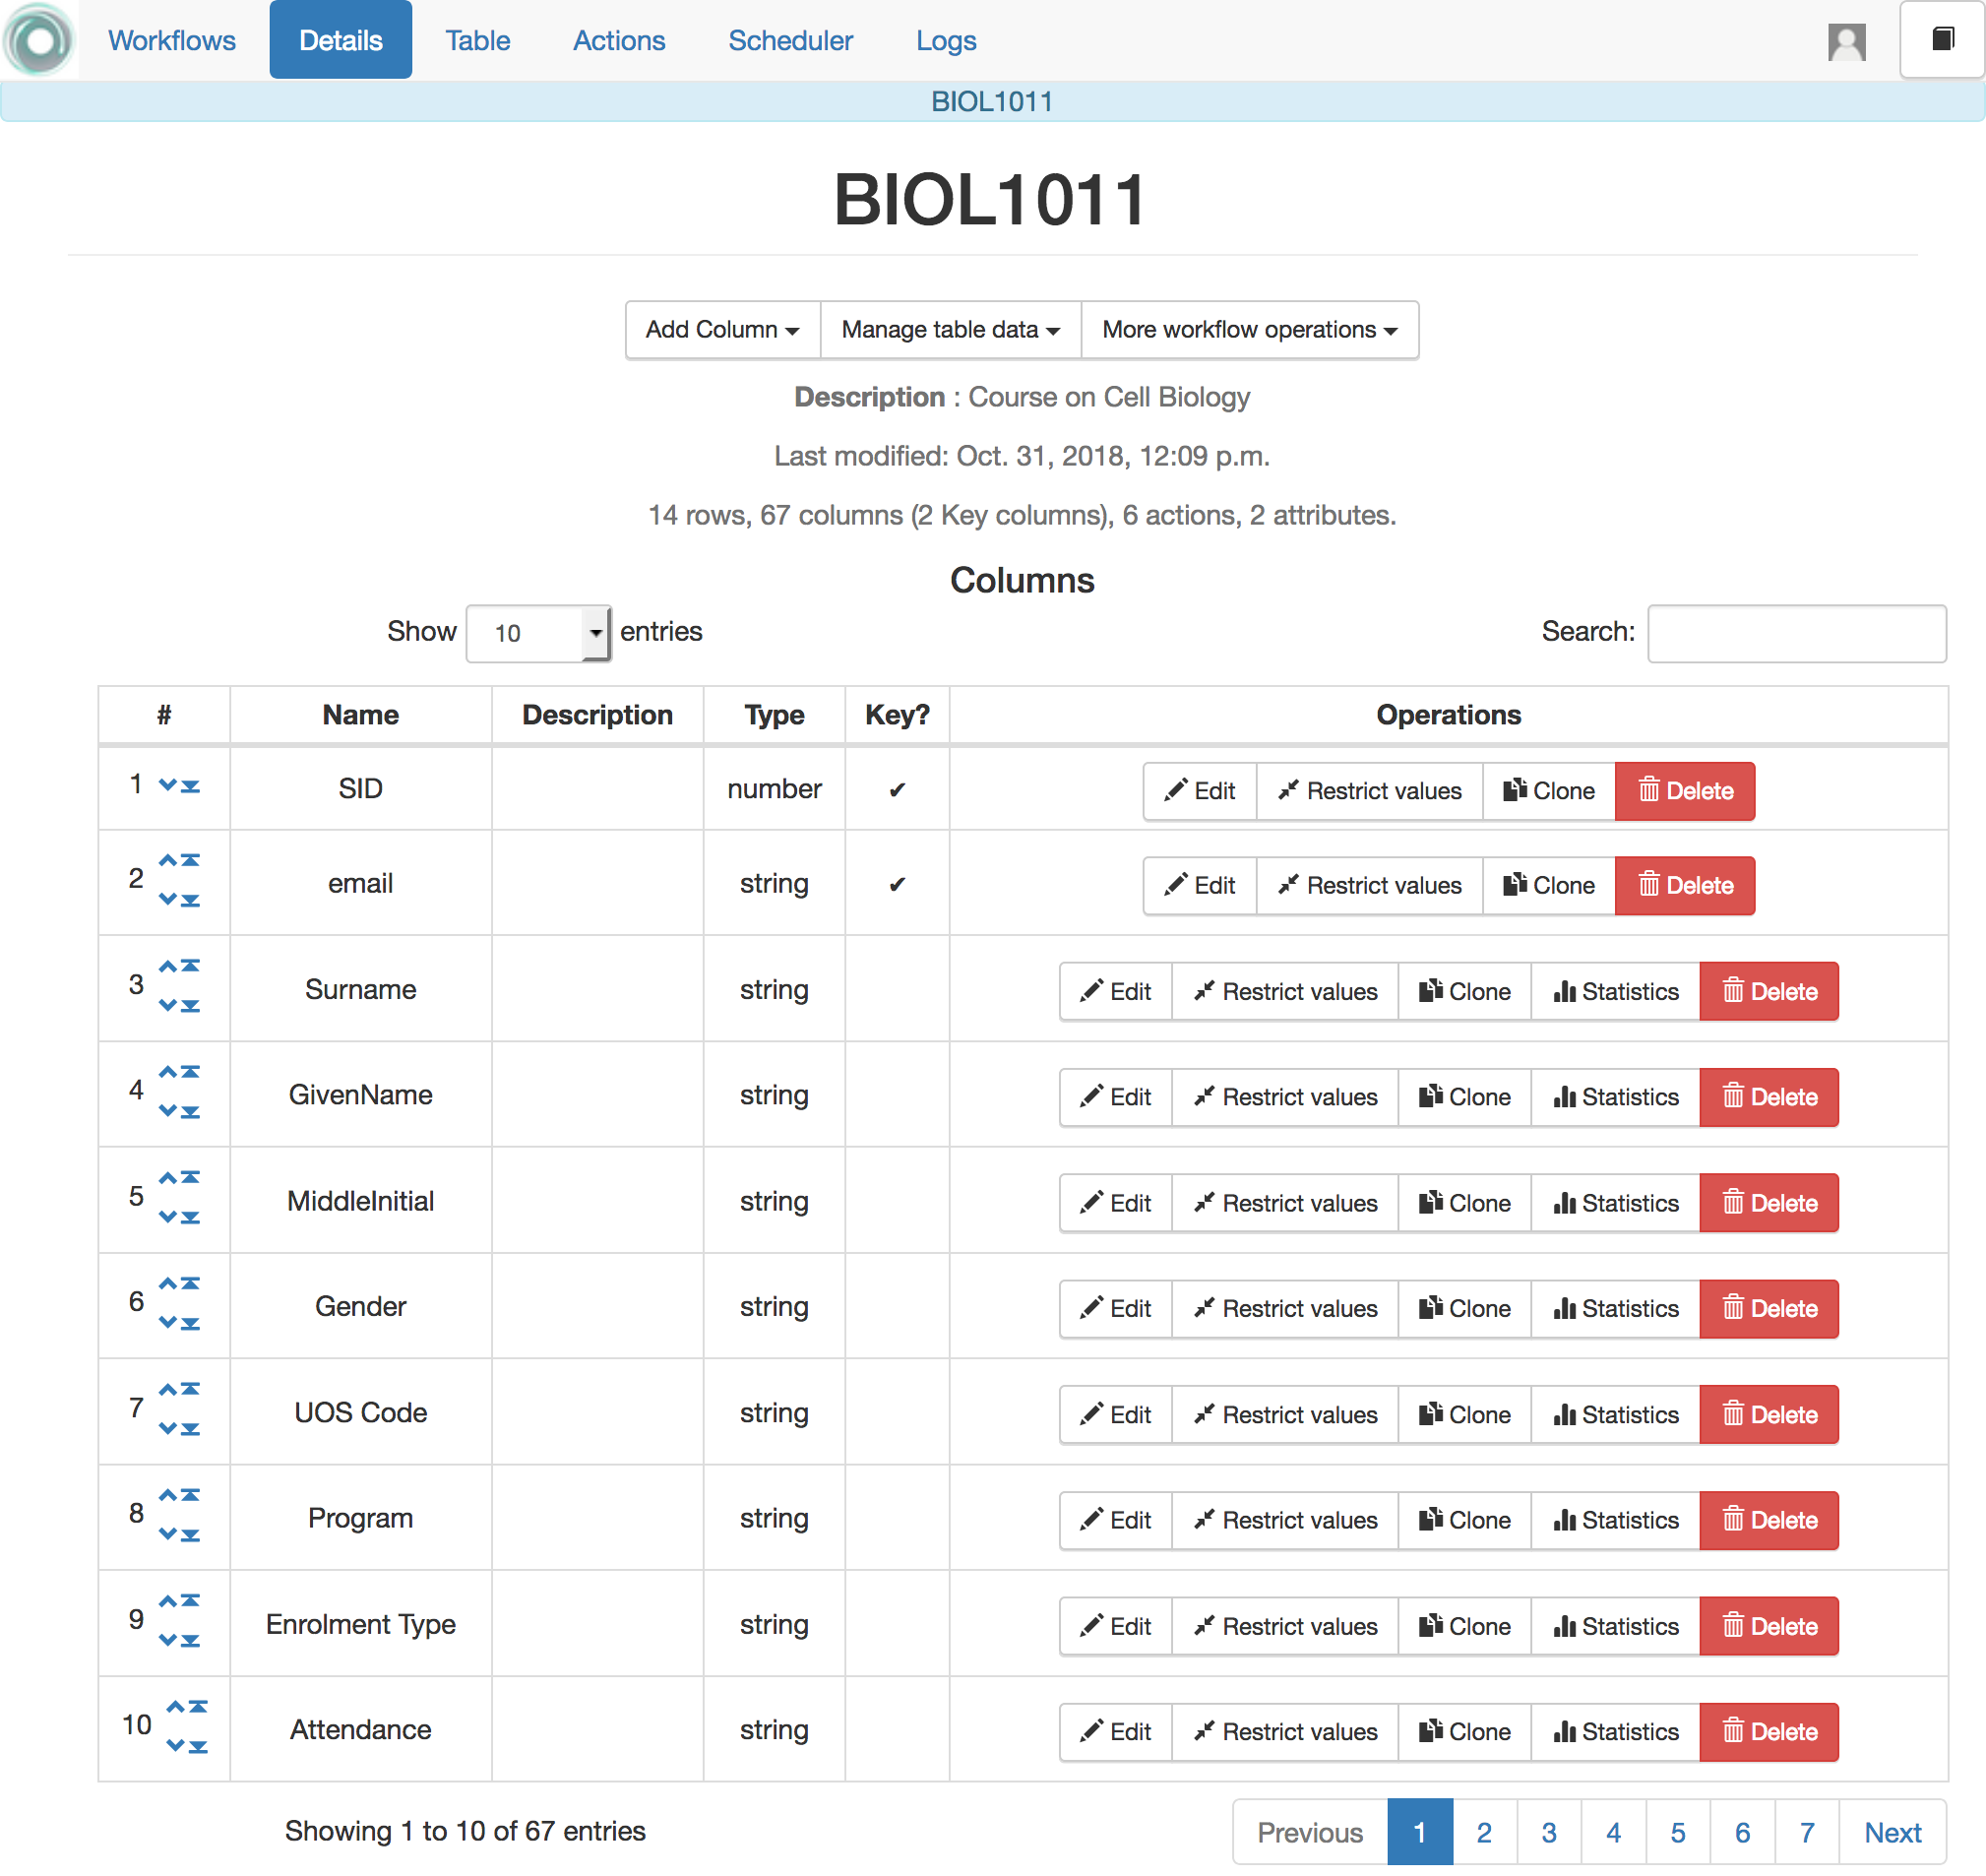 Workflows Details Table Actions Scheduler Logs
BIOL1011
BIOL1011
Add Column Manage table data More workflow operations
Description : Course on Cell Biology
Last modified: Oct. 31, 2018, 12:09 p.m.
14 rows, 67 columns (2 Key columns), 6 actions, 2 attributes.
Columns
Show 10 entries Search:
# Name Description Type Key? Operations
1 SID number ✔ Edit Restrict values Clone Delete
2 email string ✔ Edit Restrict values Clone Delete
3 Surname string Edit Restrict values Clone Statistics Delete
4 GivenName string Edit Restrict values Clone Statistics Delete
5 MiddleInitial string Edit Restrict values Clone Statistics Delete
6 Gender string Edit Restrict values Clone Statistics Delete
7 UOS Code string Edit Restrict values Clone Statistics Delete
8 Program string Edit Restrict values Clone Statistics Delete
9 Enrolment Type string Edit Restrict values Clone Statistics Delete
10 Attendance string Edit Restrict values Clone Statistics Delete
Showing 1 to 10 of 67 entries Previous 1 2 3 4 5 6 7 Next